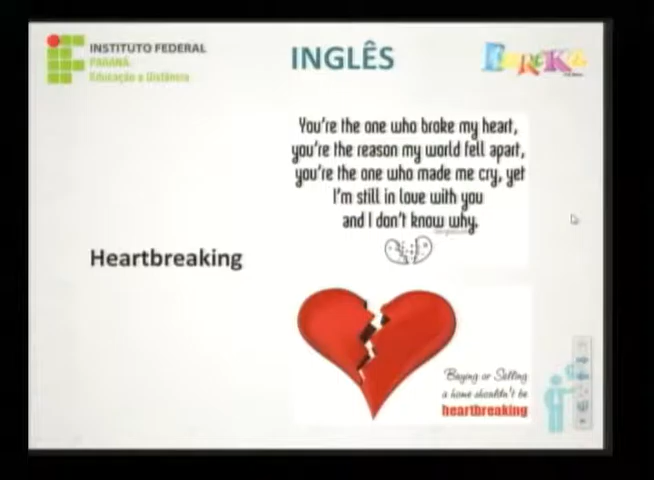 INSTITUTO FEDERAL
PARANÁ
Educação a Distância
INGLÊS
EUREKA
You're the one who broke my heart,
you're the reason my world fell apart,
you're the one who made me cry, yet
I'm still in love with you
and I don't know why.
Heartbreaking
Buying or Selling
a home shouldn't be
heartbreaking